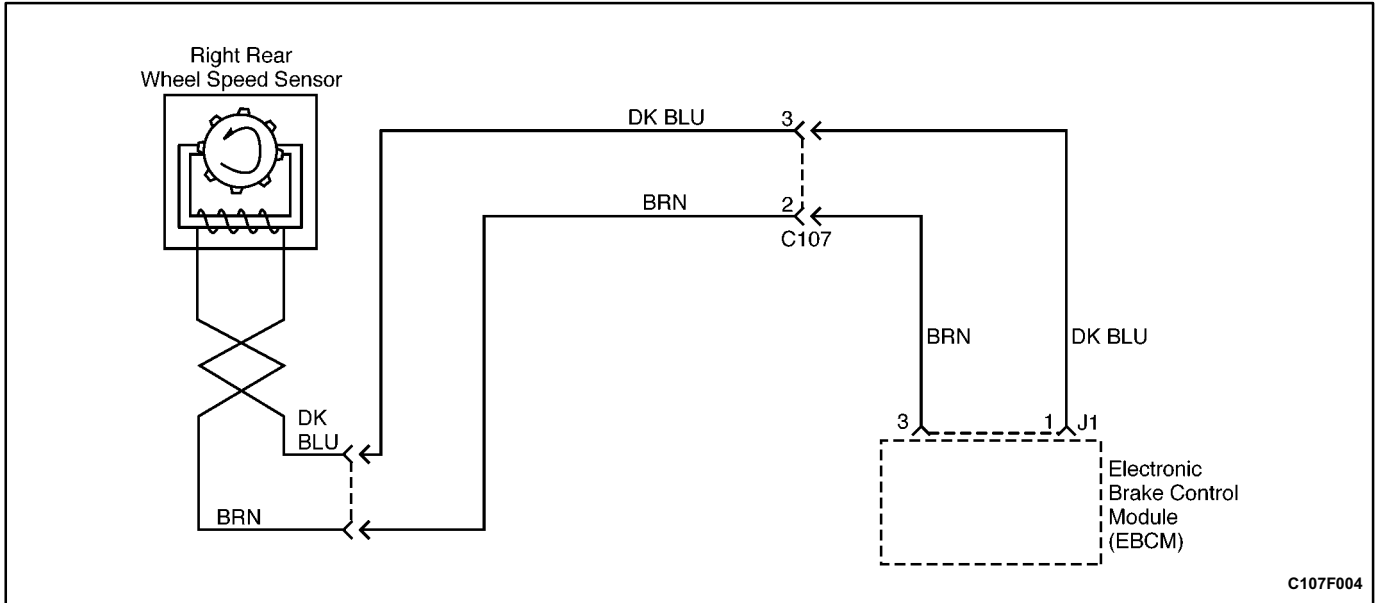 Right Rear
Wheel Speed Sensor
DK BLU
3
BRN
2
C107
BRN
DK BLU
DK
BLU
BRN
3
1
J1
Electronic
Brake Control
Module
(EBCM)
C107F004